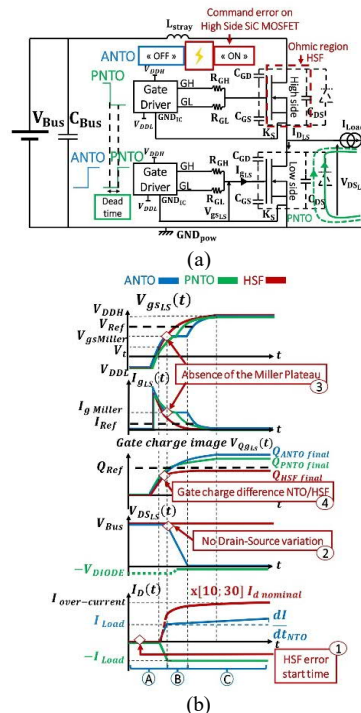 Command error on
High Side SiC MOSFET
L_stray
ANTO
« OFF »
« ON »
Ohmic region
HSF
PNTO
V_DDH
Gate
Driver
GH
GL
R_GH
R_GL
C_GD
C_GS
K_S
High side
C_DS
V_DDL
GND_IC
I_DLS
I_Load
V_Bus
C_Bus
ANTO
PNTO
V_DDH
Gate
Driver
GH
GL
R_GH
R_GL
I_gLS
V_gsLS
C_GD
C_GS
K_S
Low side
C_DS
V_DSL
Dead
time
V_DDL
GND_IC
PNTO
GND_pow
(a)
ANTO PNTO HSF
V_gsLS(t)
V_DDH
V_Ref
V_gsMiller
V_t
V_DDL
t
Absence of the Miller Plateau
3
I_gLS(t)
I_g Miller
I_Ref
t
Gate charge image V_QgLS(t)
Q_ANTO final
Q_PNTO final
Q_Ref
Q_HSF final
Gate charge difference NTO/HSF
4
t
V_DSLS(t)
V_Bus
No Drain-Source variation
2
−V_DIODE
t
I_D(t)
x[10; 30] I_d nominal
I_over-current
I_Load
dI
dt_NTO
t
1
−I_Load
HSF error
start time
A B C
(b)